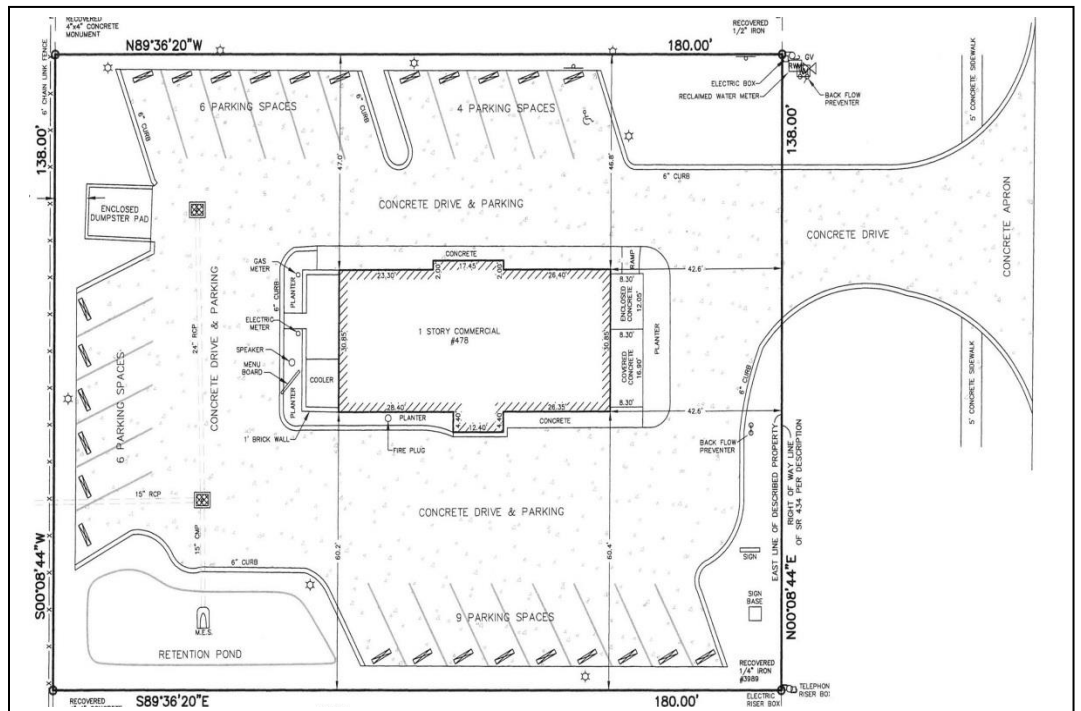 RECOVERED
4"x4" CONCRETE
MONUMENT
N89°36'20"W
180.00'
RECOVERED
1/2" IRON
GV
RWM
ELECTRIC BOX
RECLAIMED WATER METER
BACK FLOW
PREVENTER
6' CHAIN LINK FENCE
138.00'
6" CURB
6 PARKING SPACES
6" CURB
4 PARKING SPACES
47.0'
46.8'
6" CURB
138.00'
5' CONCRETE SIDEWALK
ENCLOSED
DUMPSTER PAD
CONCRETE DRIVE & PARKING
CONCRETE DRIVE
CONCRETE APRON
GAS
METER
CONCRETE
17.45'
2.00'
2.00'
23.30'
26.40'
RAMP
42.6'
8.30'
ENCLOSED
CONCRETE
12.05'
8.30'
COVERED
CONCRETE
16.90'
8.30'
PLANTER
6" CURB
PLANTER
ELECTRIC
METER
SPEAKER
MENU
BOARD
PLANTER
COOLER
30.85'
1 STORY COMMERCIAL
#478
30.85'
24" RCP
CONCRETE DRIVE & PARKING
6 PARKING SPACES
28.40'
PLANTER
4.40'
12.40'
4.40'
26.35'
CONCRETE
42.6'
1' BRICK WALL
FIRE PLUG
6" CURB
BACK FLOW
PREVENTER
5' CONCRETE SIDEWALK
15" RCP
15" CMP
CONCRETE DRIVE & PARKING
EAST LINE OF DESCRIBED PROPERTY
RIGHT OF WAY LINE
OF SR 434 PER DESCRIPTION
S00°08'44"W
6" CURB
60.2'
60.4'
SIGN
SIGN
BASE
N00°08'44"E
9 PARKING SPACES
M.E.S.
RETENTION POND
RECOVERED
1/4" IRON
#3989
TELEPHON
RISER BO
ELECTRIC
RISER BOX
RECOVERED
S89°36'20"E
180.00'